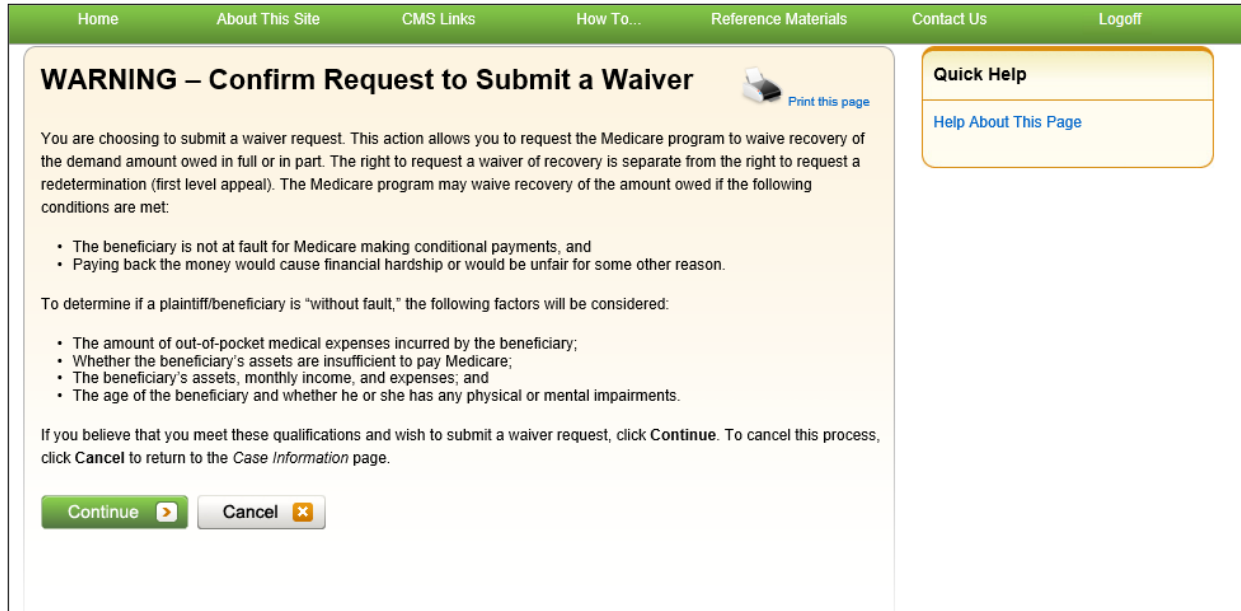 Home About This Site CMS Links How To... Reference Materials Contact Us Logoff
WARNING – Confirm Request to Submit a Waiver
Print this page
You are choosing to submit a waiver request. This action allows you to request the Medicare program to waive recovery of
the demand amount owed in full or in part. The right to request a waiver of recovery is separate from the right to request a
redetermination (first level appeal). The Medicare program may waive recovery of the amount owed if the following
conditions are met:
• The beneficiary is not at fault for Medicare making conditional payments, and
• Paying back the money would cause financial hardship or would be unfair for some other reason.
To determine if a plaintiff/beneficiary is “without fault,” the following factors will be considered:
• The amount of out-of-pocket medical expenses incurred by the beneficiary;
• Whether the beneficiary’s assets are insufficient to pay Medicare;
• The beneficiary’s assets, monthly income, and expenses; and
• The age of the beneficiary and whether he or she has any physical or mental impairments.
If you believe that you meet these qualifications and wish to submit a waiver request, click Continue. To cancel this process,
click Cancel to return to the Case Information page.
Continue Cancel
Quick Help
Help About This Page